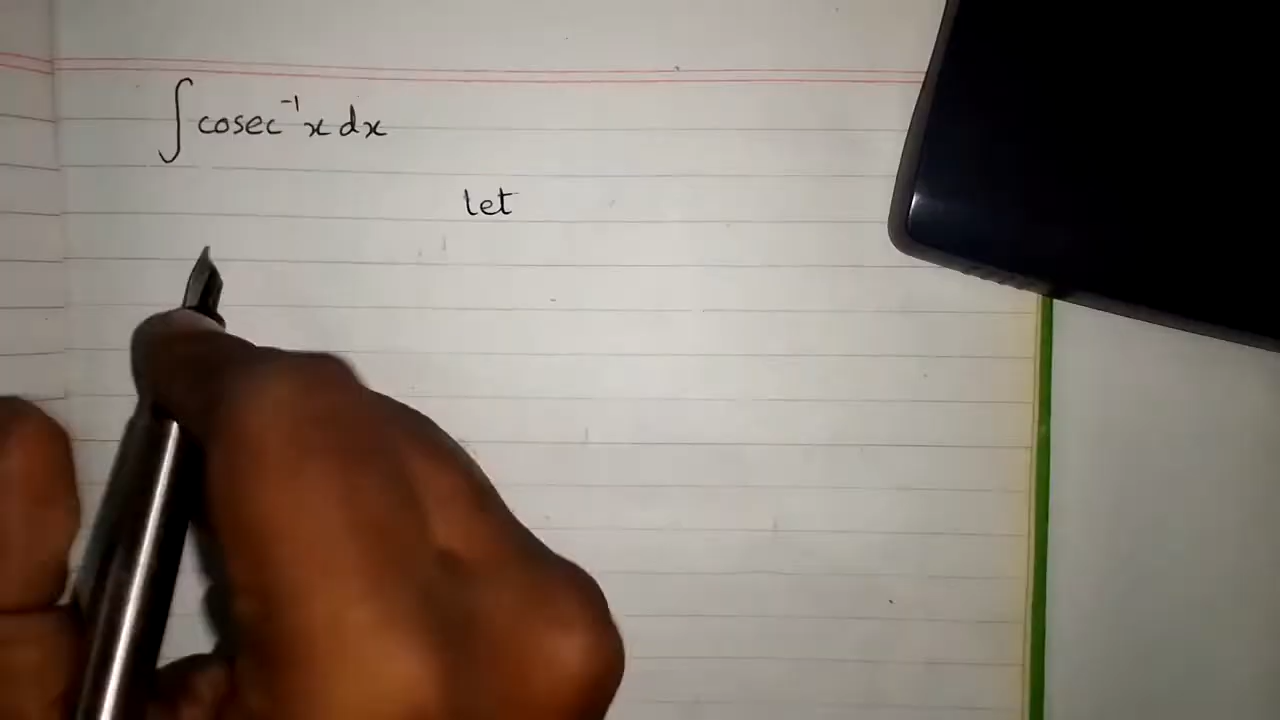 ∫ cosec⁻¹x dx
let